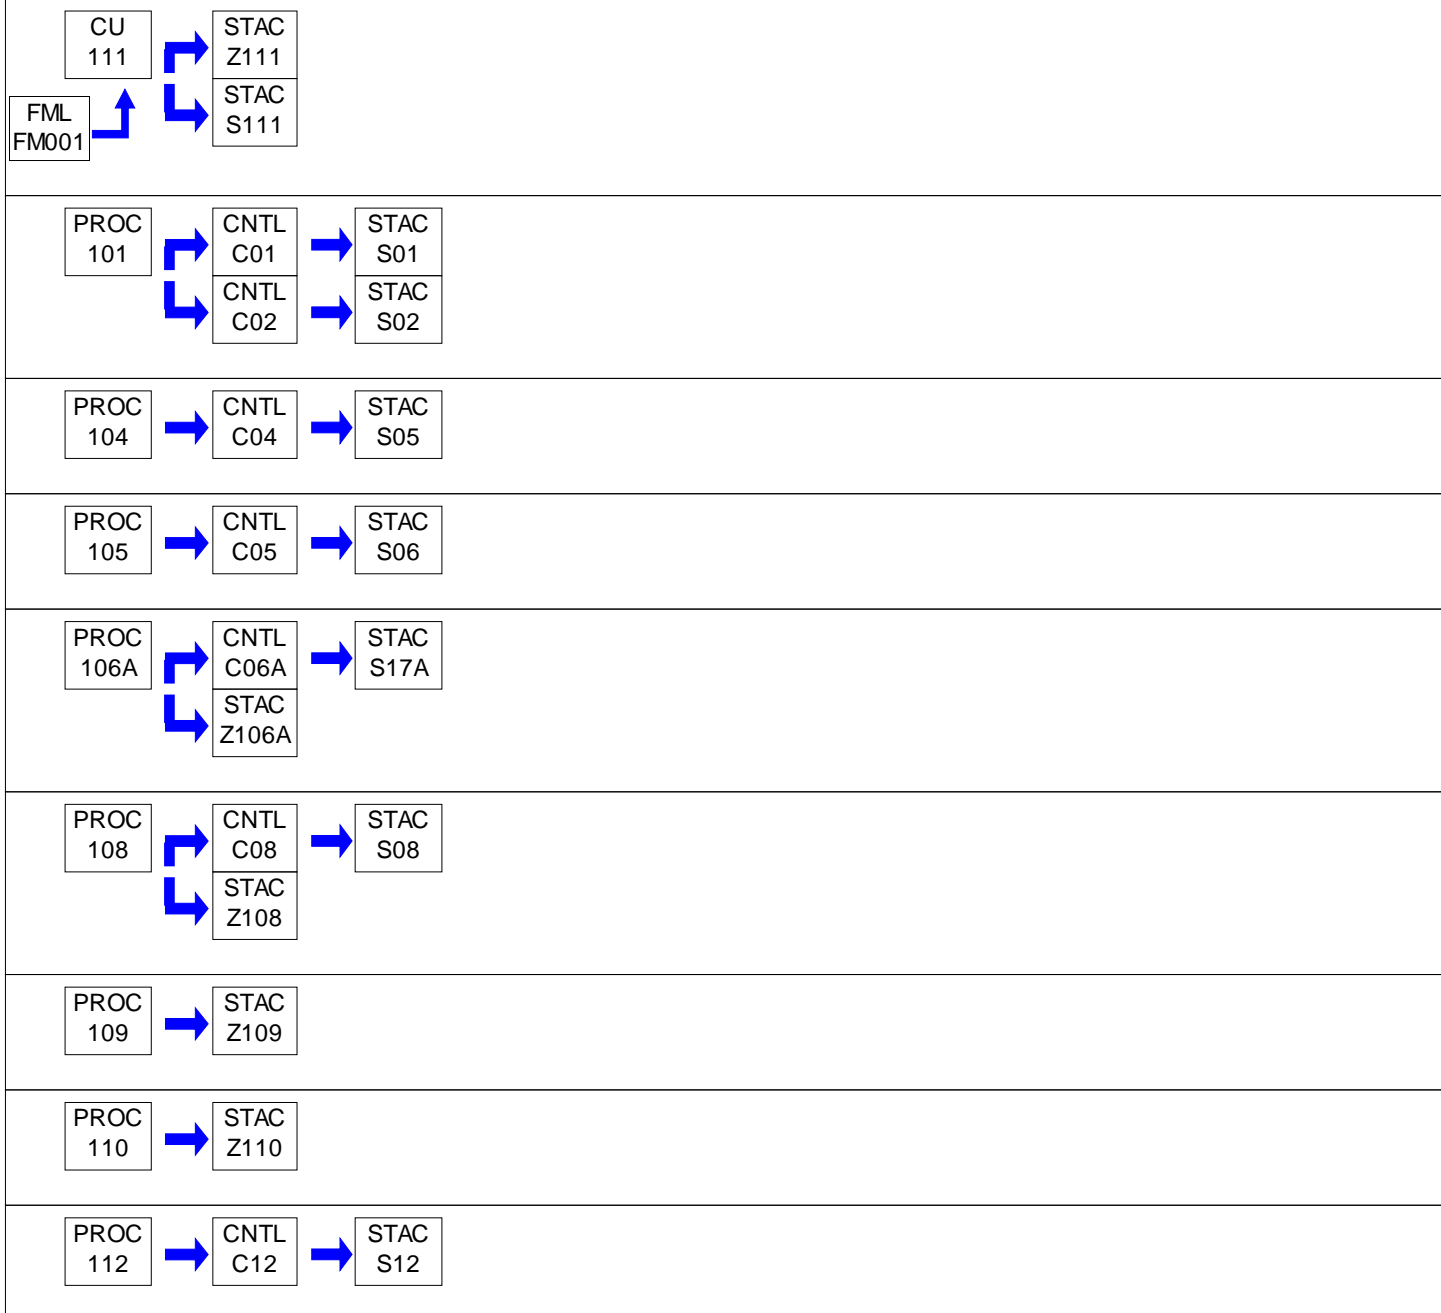 CU
111
STAC
Z111
STAC
S111
FML
FM001
PROC
101
CNTL
C01
STAC
S01
CNTL
C02
STAC
S02
PROC
104
CNTL
C04
STAC
S05
PROC
105
CNTL
C05
STAC
S06
PROC
106A
CNTL
C06A
STAC
S17A
STAC
Z106A
PROC
108
CNTL
C08
STAC
S08
STAC
Z108
PROC
109
STAC
Z109
PROC
110
STAC
Z110
PROC
112
CNTL
C12
STAC
S12